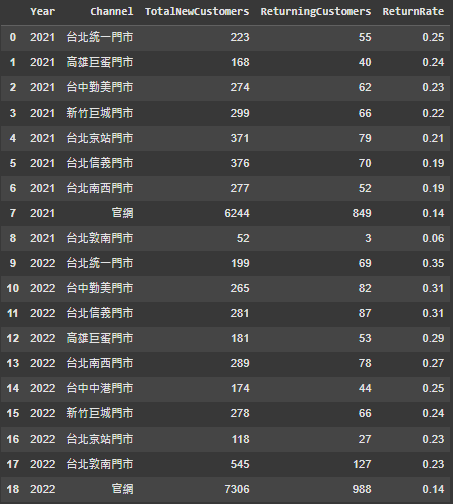 Year Channel TotalNewCustomers ReturningCustomers ReturnRate
0 2021 台北統一門市 223 55 0.25
1 2021 高雄巨蛋門市 168 40 0.24
2 2021 台中勤美門市 274 62 0.23
3 2021 新竹巨城門市 299 66 0.22
4 2021 台北京站門市 371 79 0.21
5 2021 台北信義門市 376 70 0.19
6 2021 台北南西門市 277 52 0.19
7 2021 官網 6244 849 0.14
8 2021 台北敦南門市 52 3 0.06
9 2022 台北統一門市 199 69 0.35
10 2022 台中勤美門市 265 82 0.31
11 2022 台北信義門市 281 87 0.31
12 2022 高雄巨蛋門市 181 53 0.29
13 2022 台北南西門市 289 78 0.27
14 2022 台中中港門市 174 44 0.25
15 2022 新竹巨城門市 278 66 0.24
16 2022 台北京站門市 118 27 0.23
17 2022 台北敦南門市 545 127 0.23
18 2022 官網 7306 988 0.14